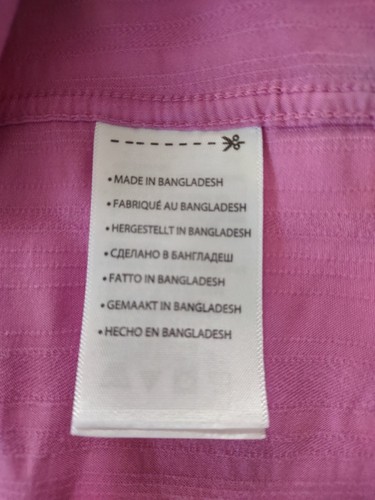 • MADE IN BANGLADESH
• FABRIQUÉ AU BANGLADESH
• HERGESTELLT IN BANGLADESH
• СДЕЛАНО В БАНГЛАДЕШ
• FATTO IN BANGLADESH
• GEMAAKT IN BANGLADESH
• HECHO EN BANGLADESH